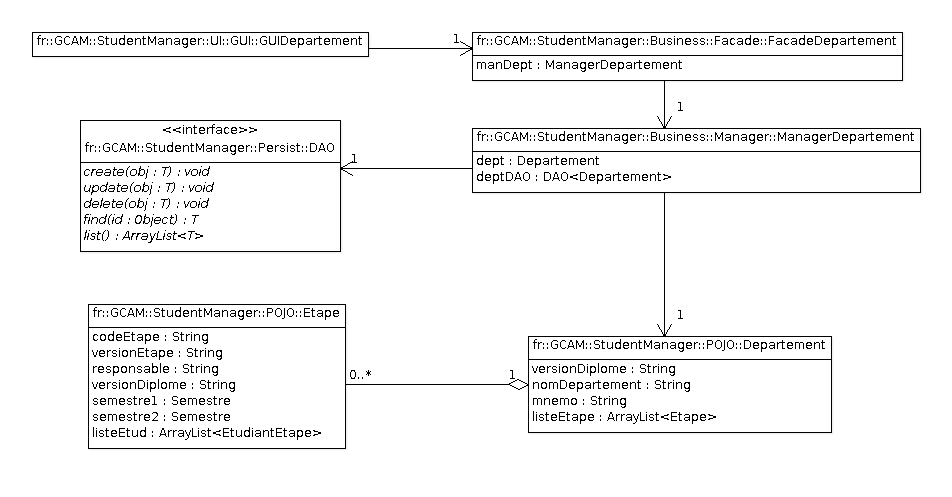 fr::GCAM::StudentManager::UI::GUI::GUIDepartement
1
fr::GCAM::StudentManager::Business::Facade::FacadeDepartement
manDept : ManagerDepartement
1
<<interface>>
fr::GCAM::StudentManager::Persist::DAO
create(obj : T) : void
update(obj : T) : void
delete(obj : T) : void
find(id : Object) : T
list() : ArrayList<T>
1
fr::GCAM::StudentManager::Business::Manager::ManagerDepartement
dept : Departement
deptDAO : DAO<Departement>
1
fr::GCAM::StudentManager::POJO::Etape
codeEtape : String
versionEtape : String
responsable : String
versionDiplome : String
semestre1 : Semestre
semestre2 : Semestre
listeEtud : ArrayList<EtudiantEtape>
0..*
1
fr::GCAM::StudentManager::POJO::Departement
versionDiplome : String
nomDepartement : String
mnemo : String
listeEtape : ArrayList<Etape>